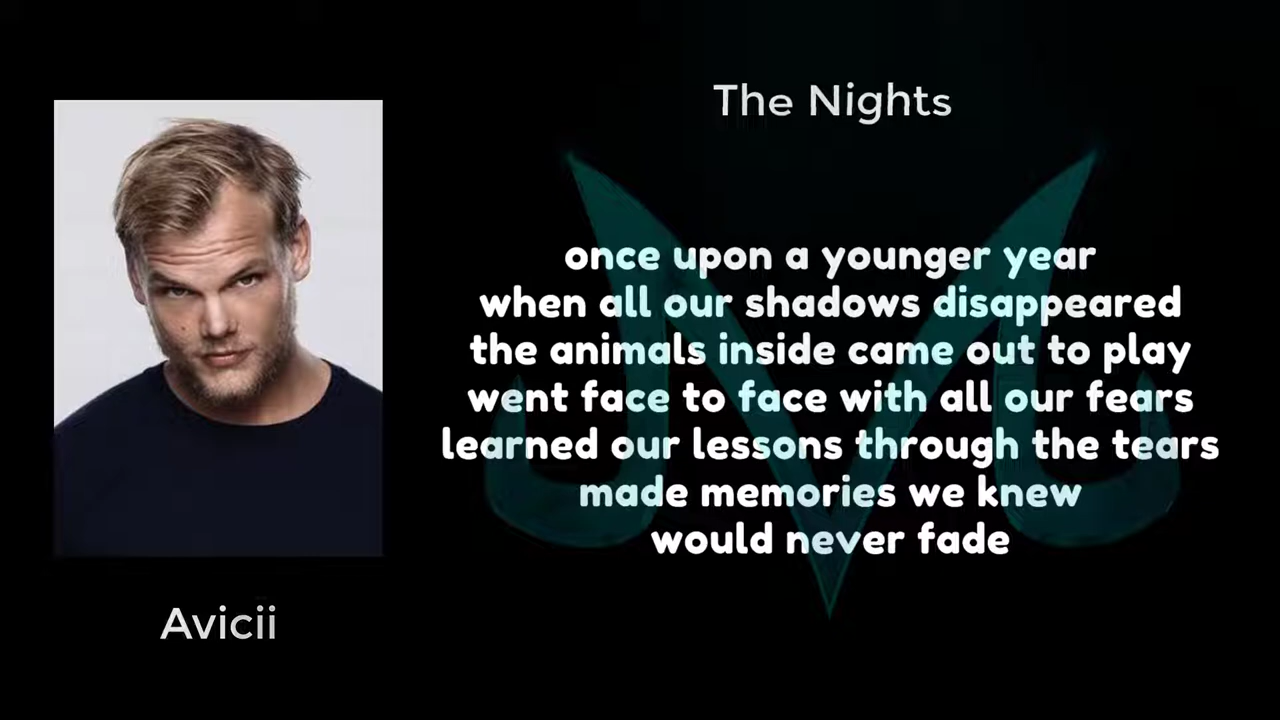 The Nights
once upon a younger year
when all our shadows disappeared
the animals inside came out to play
went face to face with all our fears
learned our lessons through the tears
made memories we knew
would never fade
Avicii